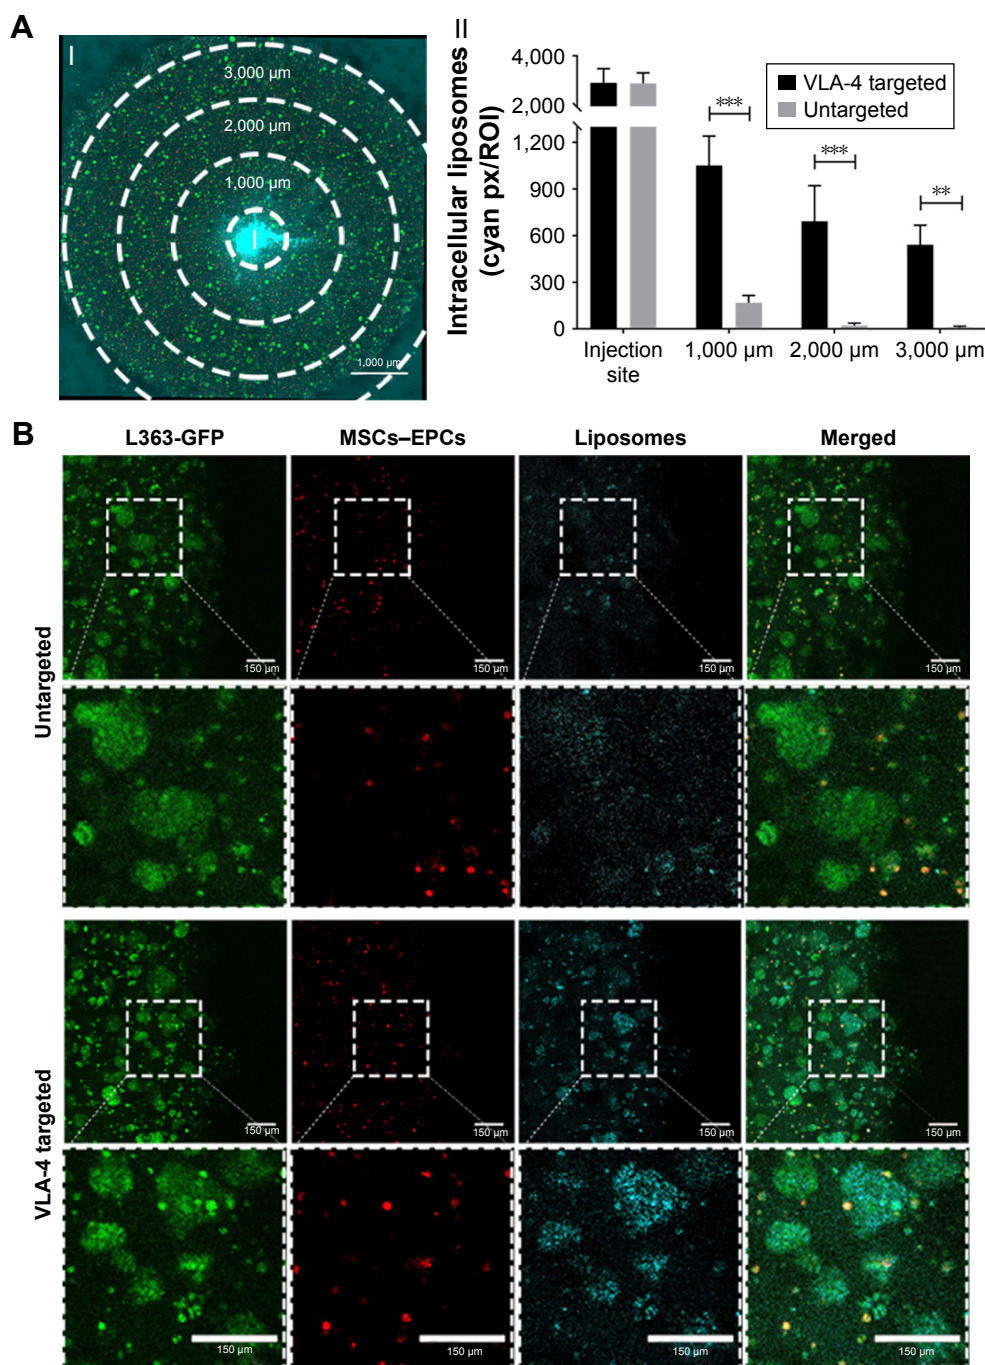 A
I
3,000 µm
2,000 µm
1,000 µm
I
1,000 µm
II
Intracellular liposomes
(cyan px/ROI)
4,000
2,000
1,200
900
600
300
0
VLA-4 targeted
Untargeted
***
***
**
Injection
site
1,000 µm
2,000 µm
3,000 µm
B
L363-GFP
MSCs–EPCs
Liposomes
Merged
Untargeted
150 µm
150 µm
150 µm
150 µm
VLA-4 targeted
150 µm
150 µm
150 µm
150 µm
150 µm
150 µm
150 µm
150 µm